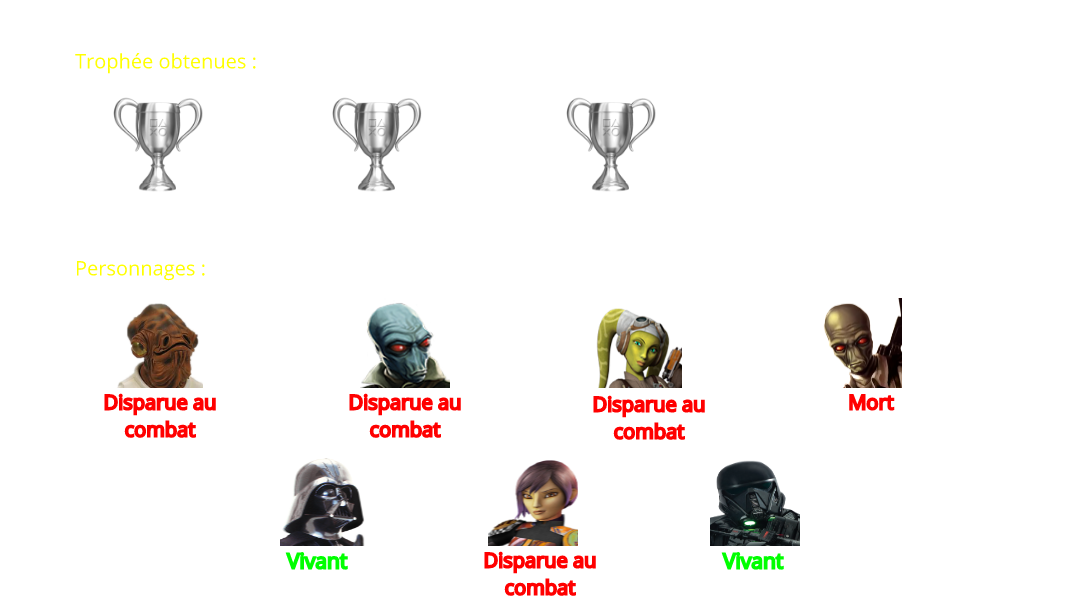 Trophée obtenues :
Personnages :
Disparue au
combat
Disparue au
combat
Disparue au
combat
Mort
Vivant
Disparue au
combat
Vivant